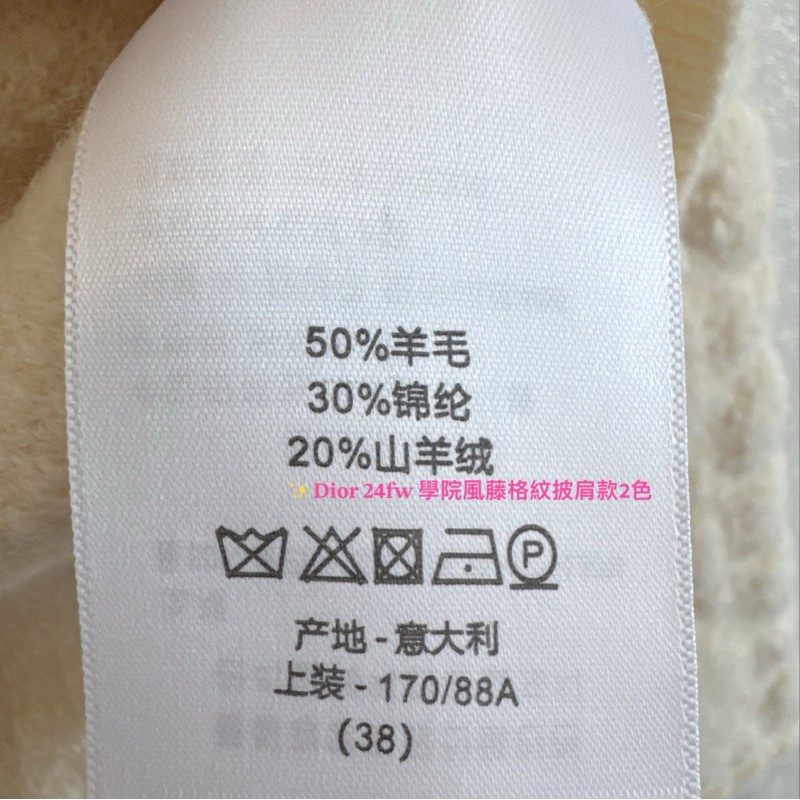 50%羊毛
30%锦纶
20%山羊绒
✨ Dior 24fw 學院風藤格紋披肩款2色
P
产地 - 意大利
上装 - 170/88A
(38)